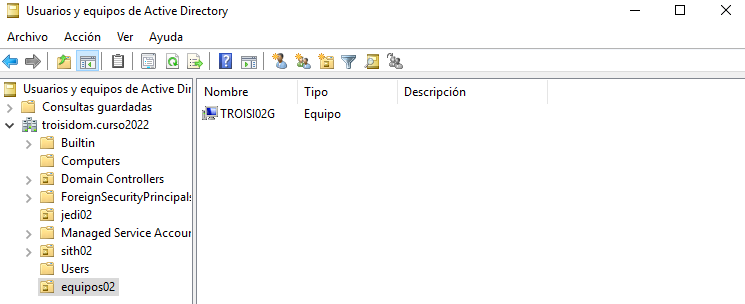 Usuarios y equipos de Active Directory
Archivo Acción Ver Ayuda
Usuarios y equipos de Active Dir
Consultas guardadas
troisidom.curso2022
Builtin
Computers
Domain Controllers
ForeignSecurityPrincipals
jedi02
Managed Service Accour
sith02
Users
equipos02
Nombre Tipo Descripción
TROISI02G Equipo